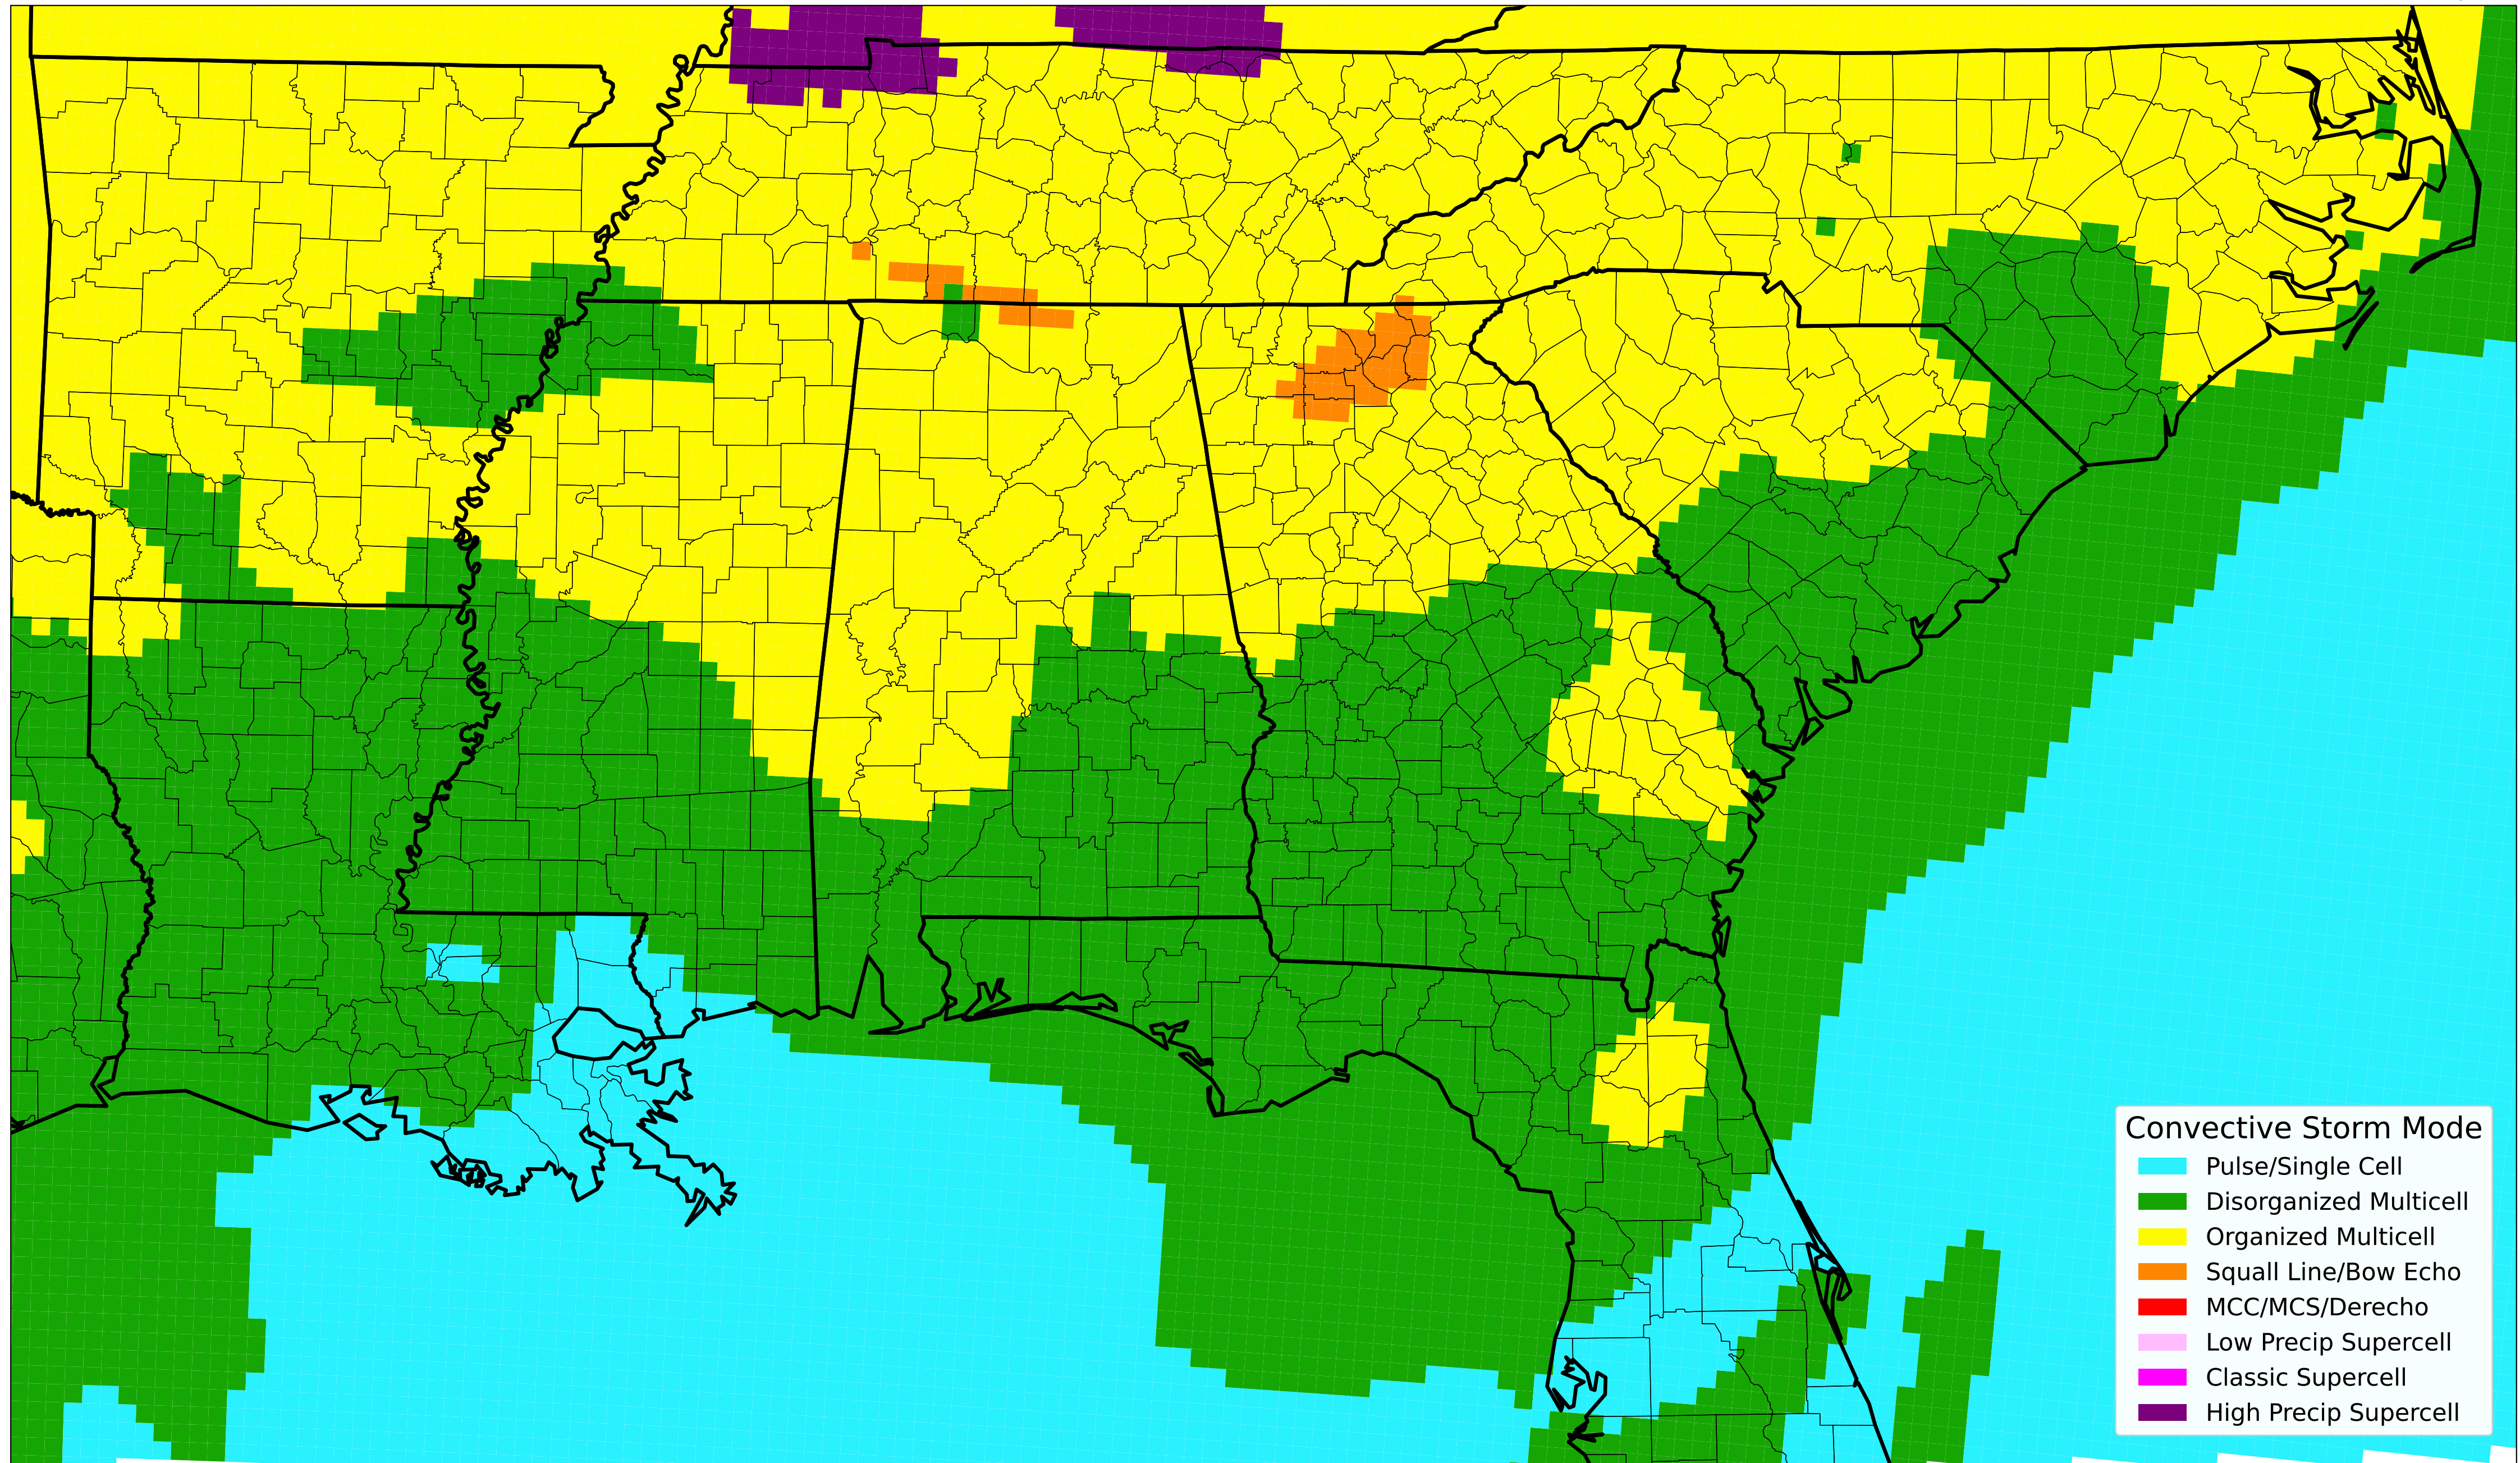 Convective Storm Mode
Pulse/Single Cell
Disorganized Multicell
Organized Multicell
Squall Line/Bow Echo
MCC/MCS/Derecho
Low Precip Supercell
Classic Supercell
High Precip Supercell